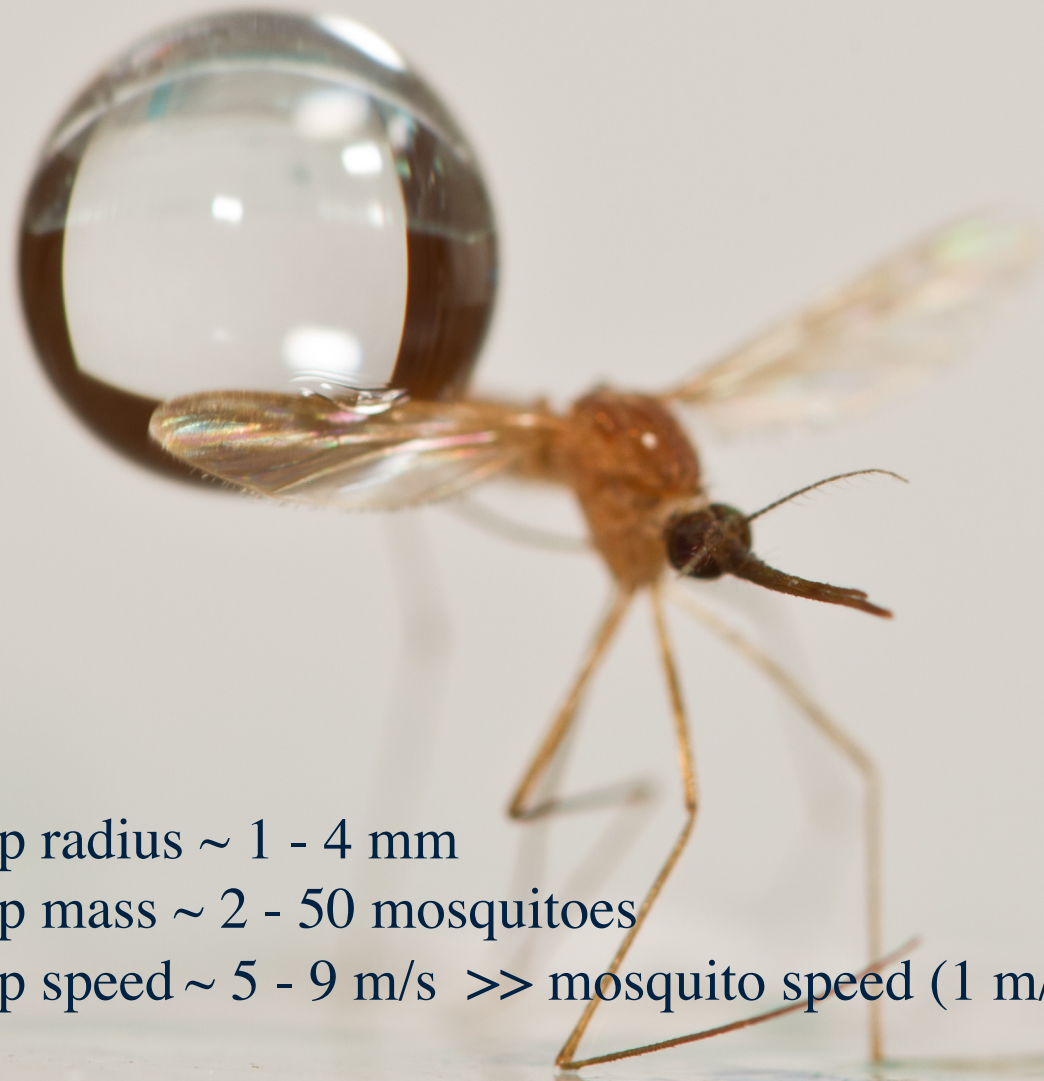 p radius ~ 1 - 4 mm
p mass ~ 2 - 50 mosquitoes
p speed ~ 5 - 9 m/s >> mosquito speed (1 m/